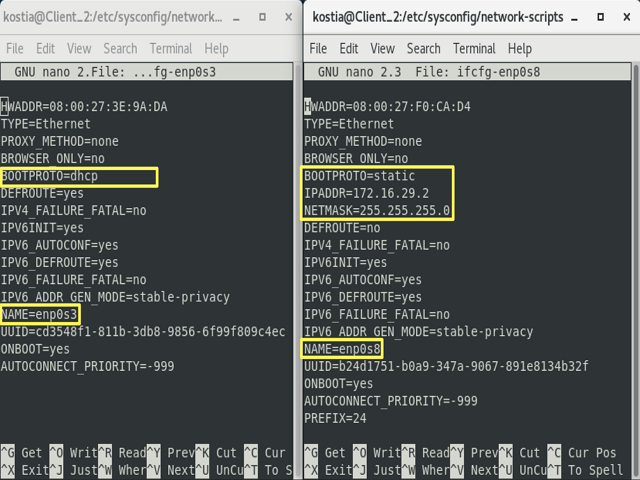 kostia@Client_2:/etc/sysconfig/network...
File Edit View Search Terminal Help
GNU nano 2.File: ...fg-enp0s3
HWADDR=08:00:27:3E:9A:DA
TYPE=Ethernet
PROXY_METHOD=none
BROWSER_ONLY=no
BOOTPROTO=dhcp
DEFROUTE=yes
IPV4_FAILURE_FATAL=no
IPV6INIT=yes
IPV6_AUTOCONF=yes
IPV6_DEFROUTE=yes
IPV6_FAILURE_FATAL=no
IPV6_ADDR_GEN_MODE=stable-privacy
NAME=enp0s3
UUID=cd3548f1-811b-3db8-9856-6f99f809c4ec
ONBOOT=yes
AUTOCONNECT_PRIORITY=-999
^G Get ^O Writ^R Read^Y Prev^K Cut ^C Cur
^X Exit^J Just^W Wher^V Next^U UnCu^T To S
kostia@Client_2:/etc/sysconfig/network-scripts
File Edit View Search Terminal Help
GNU nano 2.3 File: ifcfg-enp0s8
HWADDR=08:00:27:F0:CA:D4
TYPE=Ethernet
PROXY_METHOD=none
BROWSER_ONLY=no
BOOTPROTO=static
IPADDR=172.16.29.2
NETMASK=255.255.255.0
DEFROUTE=no
IPV4_FAILURE_FATAL=no
IPV6INIT=yes
IPV6_AUTOCONF=yes
IPV6_DEFROUTE=yes
IPV6_FAILURE_FATAL=no
IPV6_ADDR_GEN_MODE=stable-privacy
NAME=enp0s8
UUID=b24d1751-b0a9-347a-9067-891e8134b32f
ONBOOT=yes
AUTOCONNECT_PRIORITY=-999
PREFIX=24
^G Get ^O Writ^R Read^Y Prev^K Cut ^C Cur Pos
^X Exit^J Just^W Wher^V Next^U UnCu^T To Spell